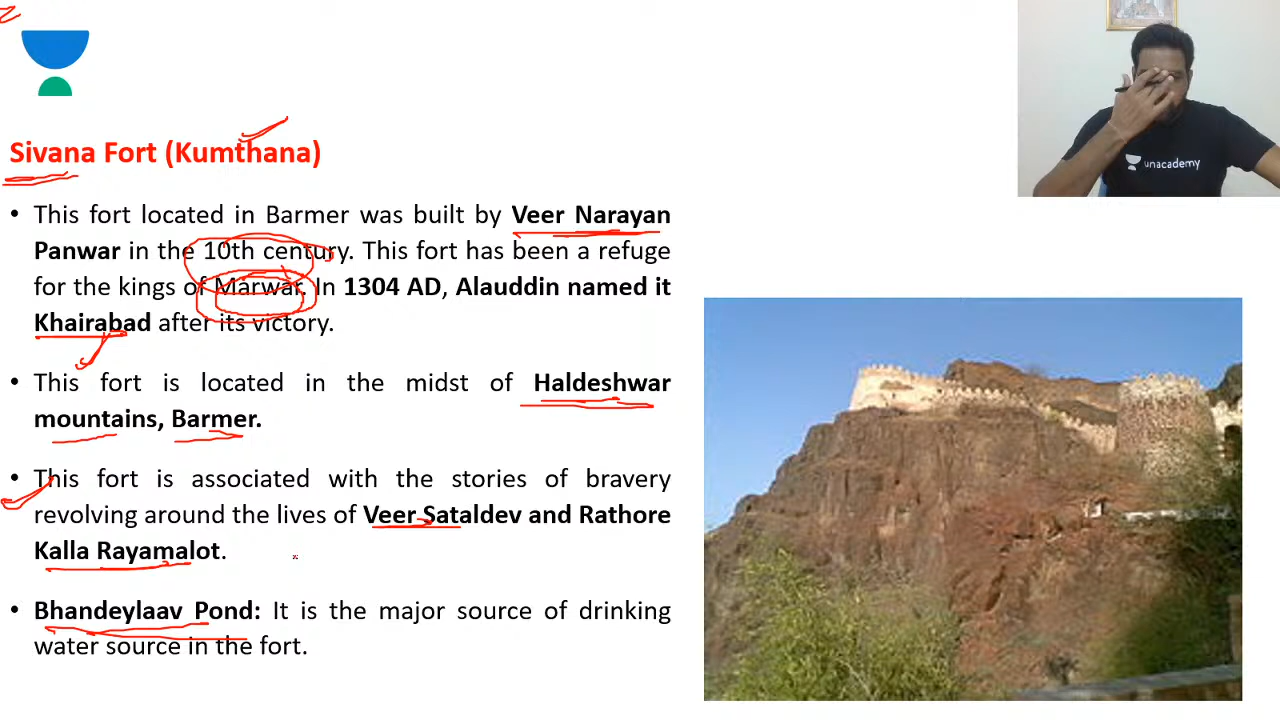 Sivana Fort (Kumthana)
• This fort located in Barmer was built by Veer Narayan
Panwar in the 10th century. This fort has been a refuge
for the kings of Marwar. In 1304 AD, Alauddin named it
Khairabad after its victory.
• This fort is located in the midst of Haldeshwar
mountains, Barmer.
• This fort is associated with the stories of bravery
revolving around the lives of Veer Sataldev and Rathore
Kalla Rayamalot.
• Bhandeylaav Pond: It is the major source of drinking
water source in the fort.
unacademy